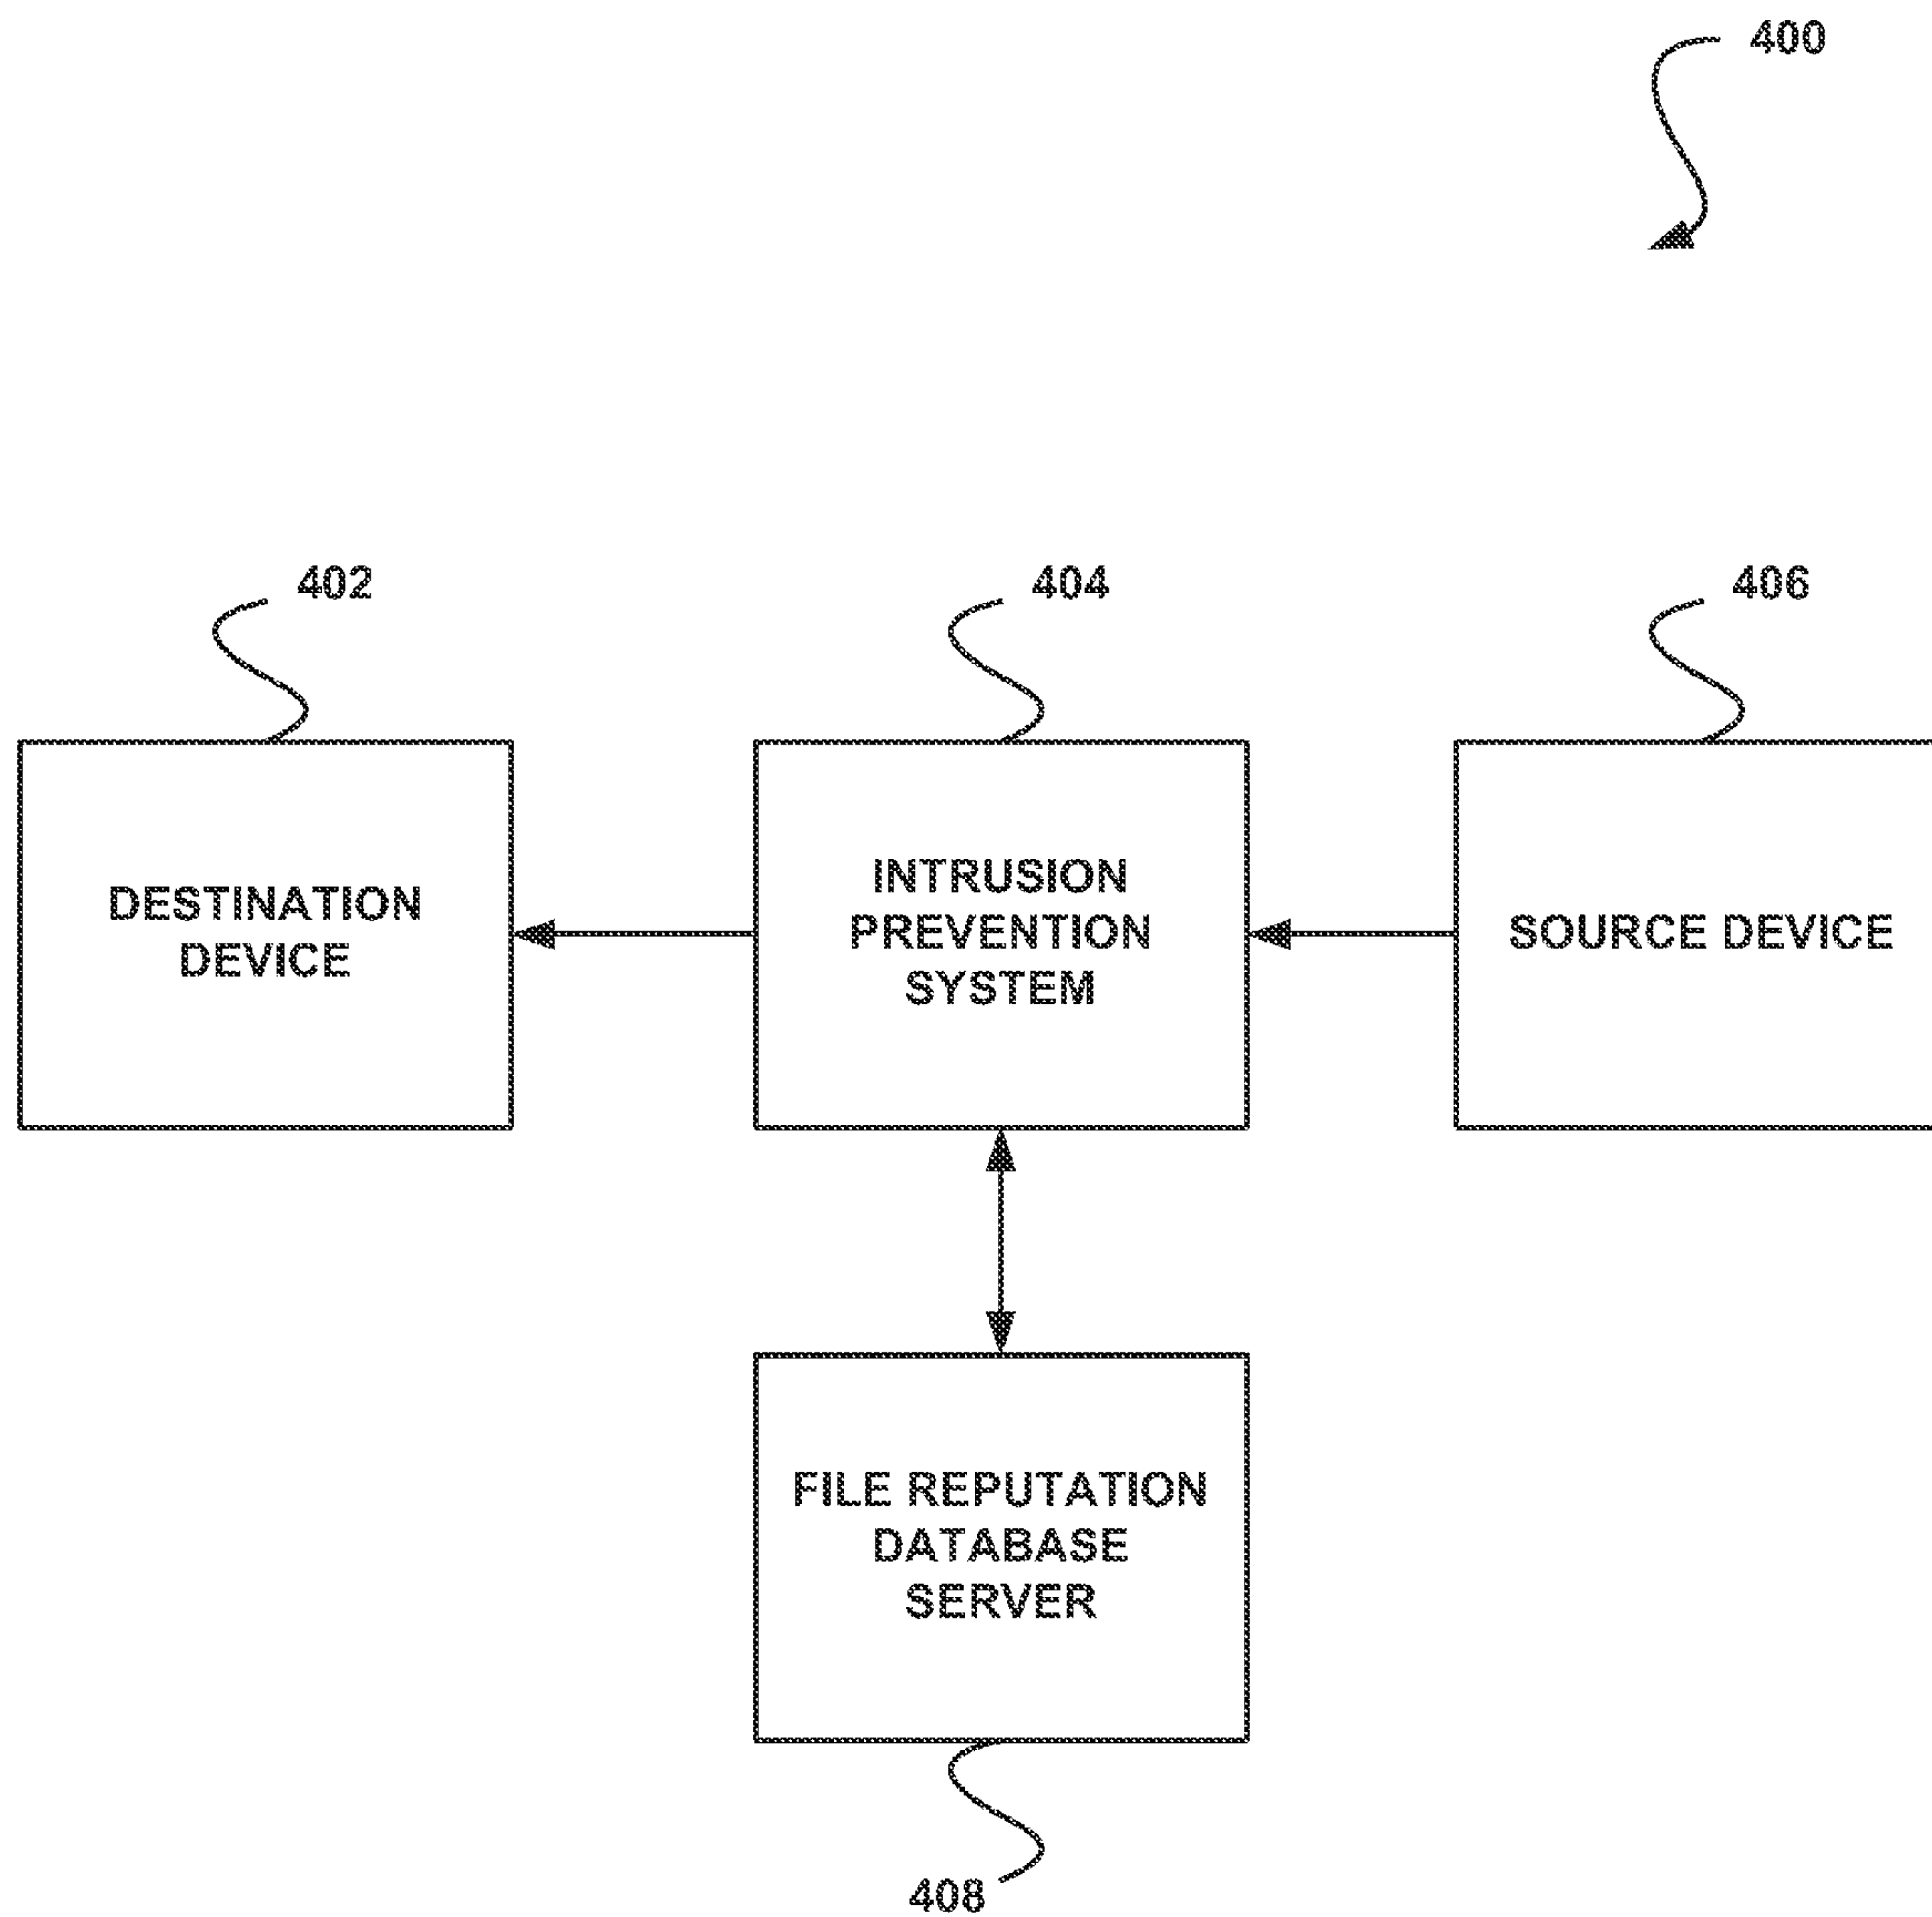 400
402
404
406
DESTINATION
DEVICE
INTRUSION
PREVENTION
SYSTEM
SOURCE DEVICE
FILE REPUTATION
DATABASE
SERVER
408